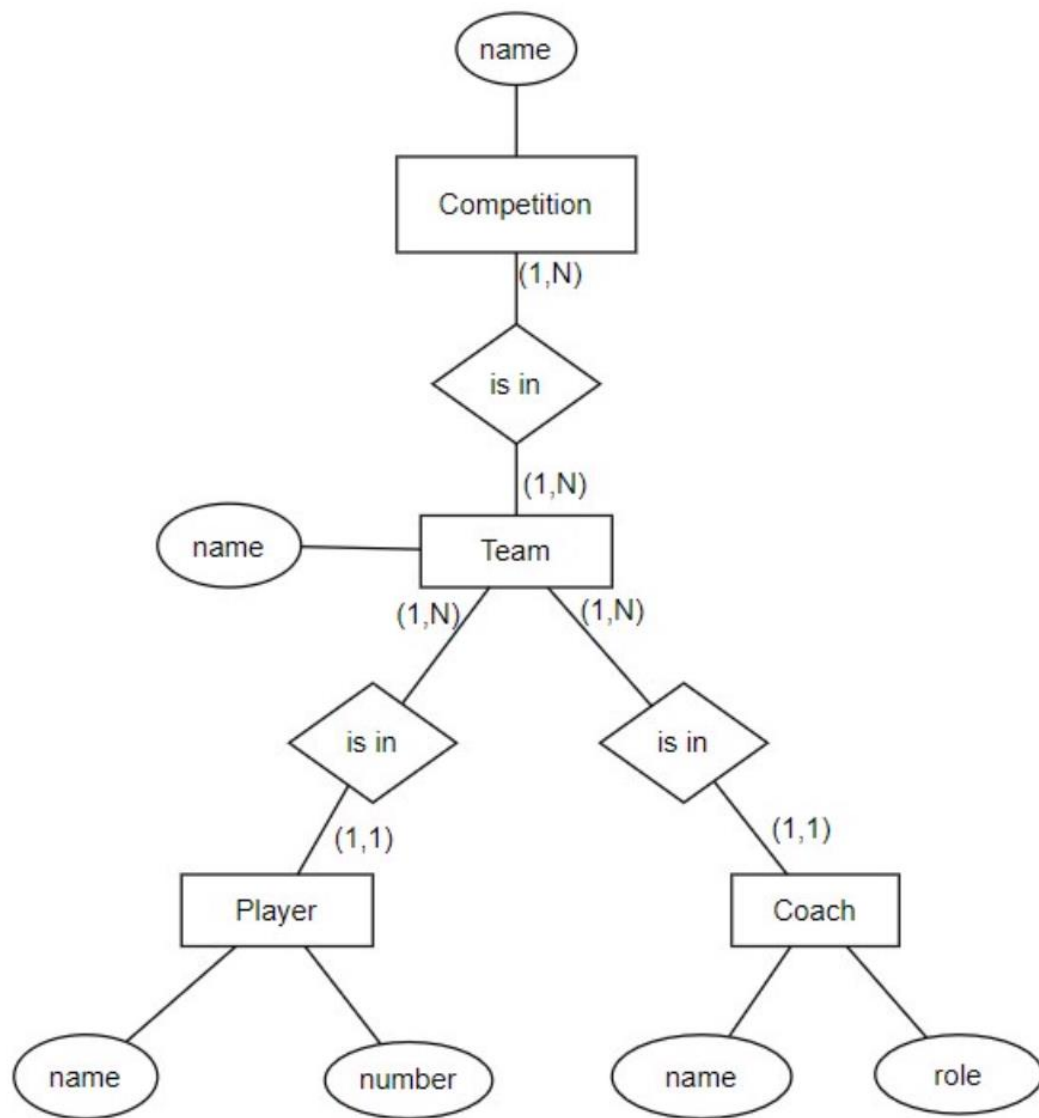 name
Competition
(1,N)
is in
(1,N)
name
Team
(1,N)
(1,N)
is in
is in
(1,1)
(1,1)
Player
Coach
name
number
name
role